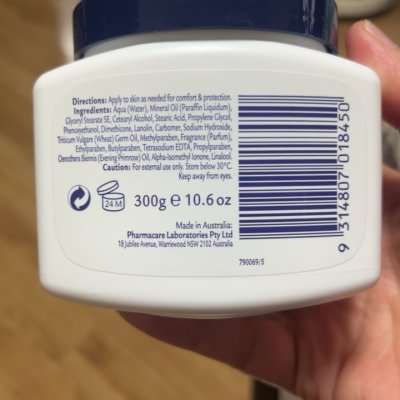 Directions: Apply to skin as needed for comfort & protection.
Ingredients: Aqua (Water), Mineral Oil (Paraffin Liquidum),
Glyceryl Stearate SE, Cetearyl Alcohol, Stearic Acid, Propylene Glycol,
Phenoxyethanol, Dimethicone, Lanolin, Carbomer, Sodium Hydroxide,
Triticum Vulgare (Wheat) Germ Oil, Methylparaben, Fragrance (Parfum),
Ethylparaben, Butylparaben, Tetrasodium EDTA, Propylparaben,
Oenothera Biennis (Evening Primrose) Oil, Alpha-Isomethyl Ionone, Linalool.
Caution: For external use only. Store below 30°C.
Keep away from eyes.
24 M
300g e 10.6 oz
Made in Australia:
Pharmacare Laboratories Pty Ltd
18 Jubilee Avenue, Warriewood NSW 2102 Australia
790069/5
9 314807 018450